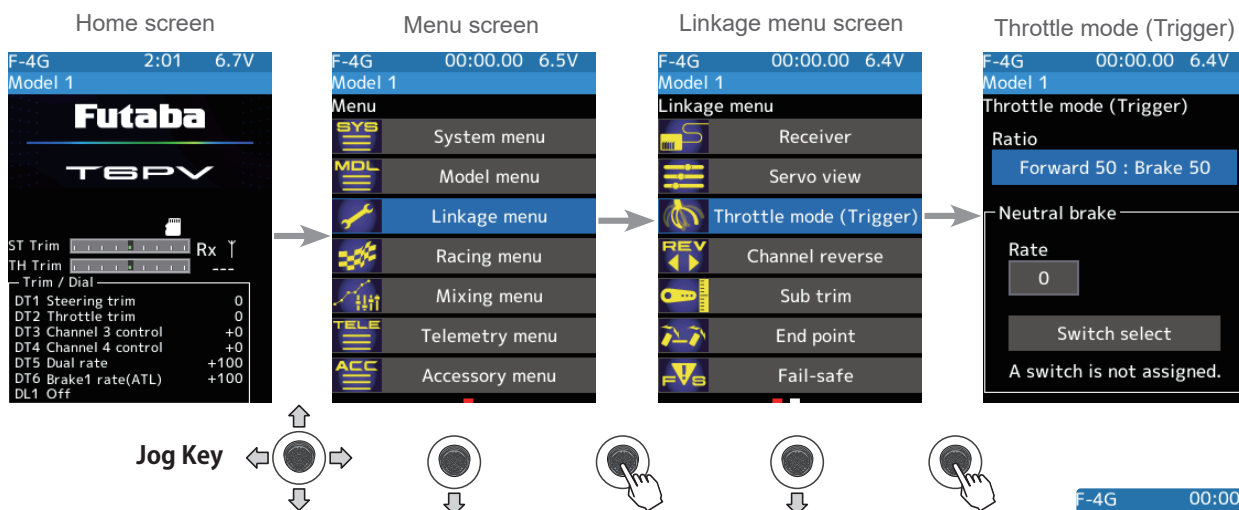 Home screen
F-4G 2:01 6.7V
Model 1
Futaba
T6PV
ST Trim
Rx
TH Trim
---
Trim / Dial
DT1 Steering trim 0
DT2 Throttle trim 0
DT3 Channel 3 control +0
DT4 Channel 4 control +0
DT5 Dual rate +100
DT6 Brake1 rate(ATL) +100
DL1 Off
Menu screen
F-4G 00:00.00 6.5V
Model 1
Menu
SYS System menu
MDL Model menu
Linkage menu
Racing menu
Mixing menu
TELE Telemetry menu
ACC Accessory menu
Linkage menu screen
F-4G 00:00.00 6.4V
Model 1
Linkage menu
Receiver
Servo view
Throttle mode (Trigger)
REV Channel reverse
Sub trim
End point
F S Fail-safe
Throttle mode (Trigger)
F-4G 00:00.00 6.4V
Model 1
Throttle mode (Trigger)
Ratio
Forward 50 : Brake 50
Neutral brake
Rate
0
Switch select
A switch is not assigned.
Jog Key
F-4G 00:00